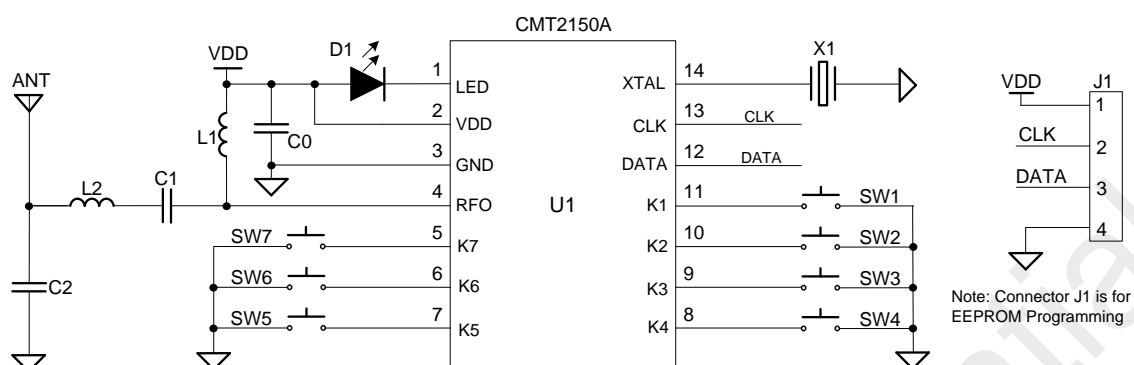 CMT2150A
VDD
D1
ANT
L1
C0
L2
C1
C2
1
LED
2
VDD
3
GND
4
RFO
5
K7
6
K6
7
K5
SW7
SW6
SW5
U1
14
XTAL
13
CLK
12
DATA
11
K1
10
K2
9
K3
8
K4
X1
CLK
DATA
SW1
SW2
SW3
SW4
J1
VDD
1
CLK
2
DATA
3
4
Note: Connector J1 is for
EEPROM Programming